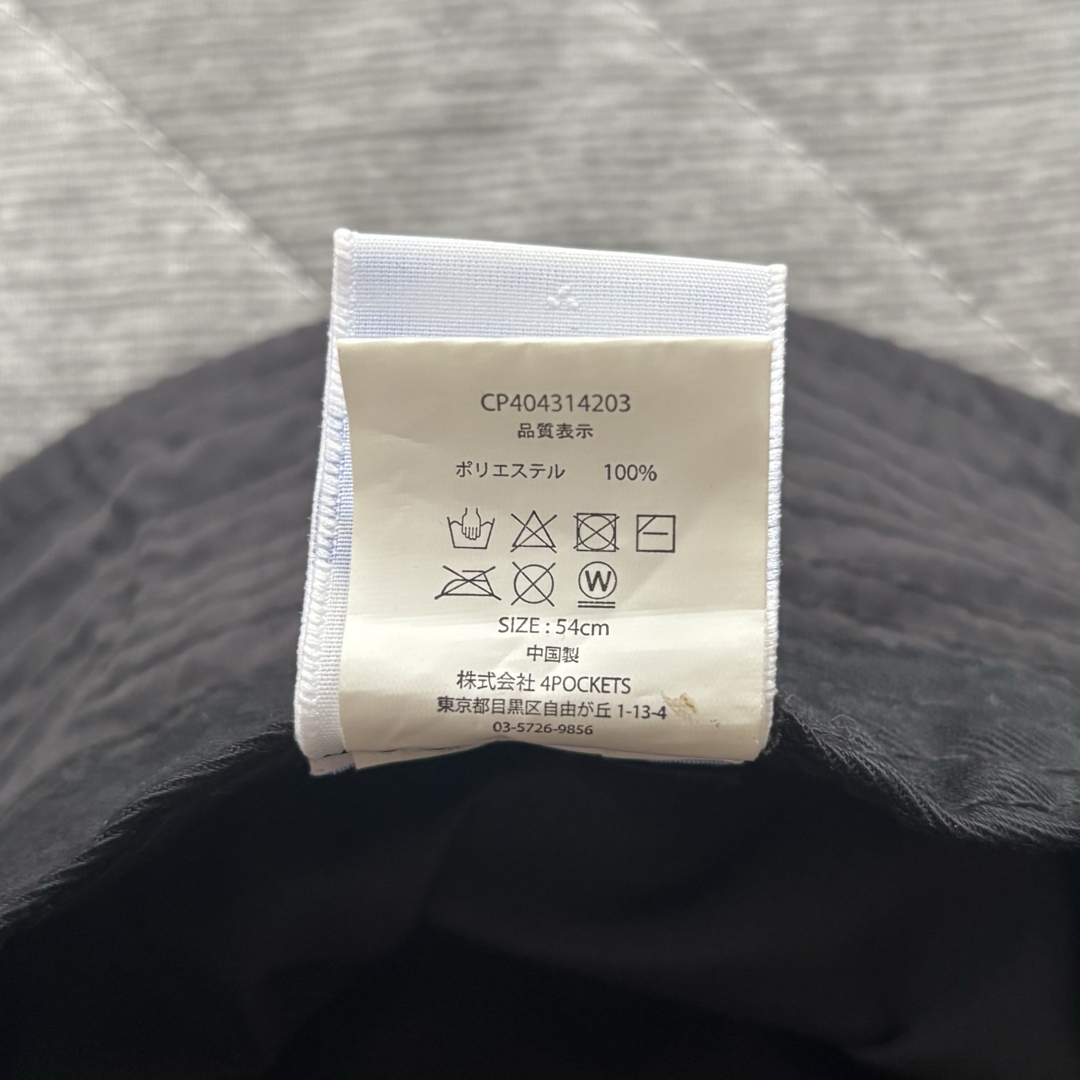 CP404314203
品質表示
ポリエステル 100%
W
SIZE : 54cm
中国製
株式会社 4POCKETS
東京都目黒区自由が丘 1-13-4
03-5726-9856